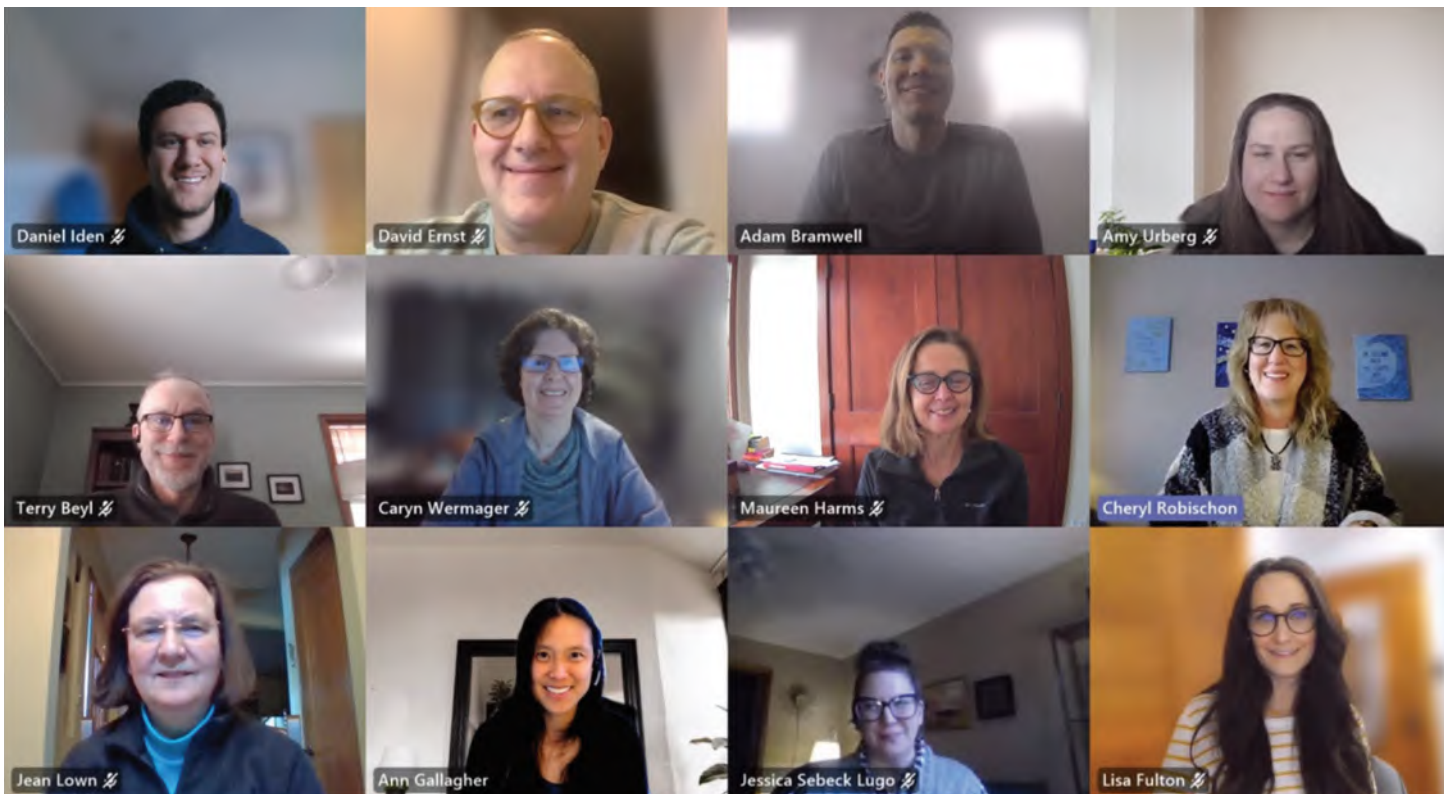 Daniel Iden
David Ernst
Adam Bramwell
Amy Urberg
Terry Beyl
Caryn Wermager
Maureen Harms
Cheryl Robischon
Jean Lown
Ann Gallagher
Jessica Sebeck Lugo
Lisa Fulton